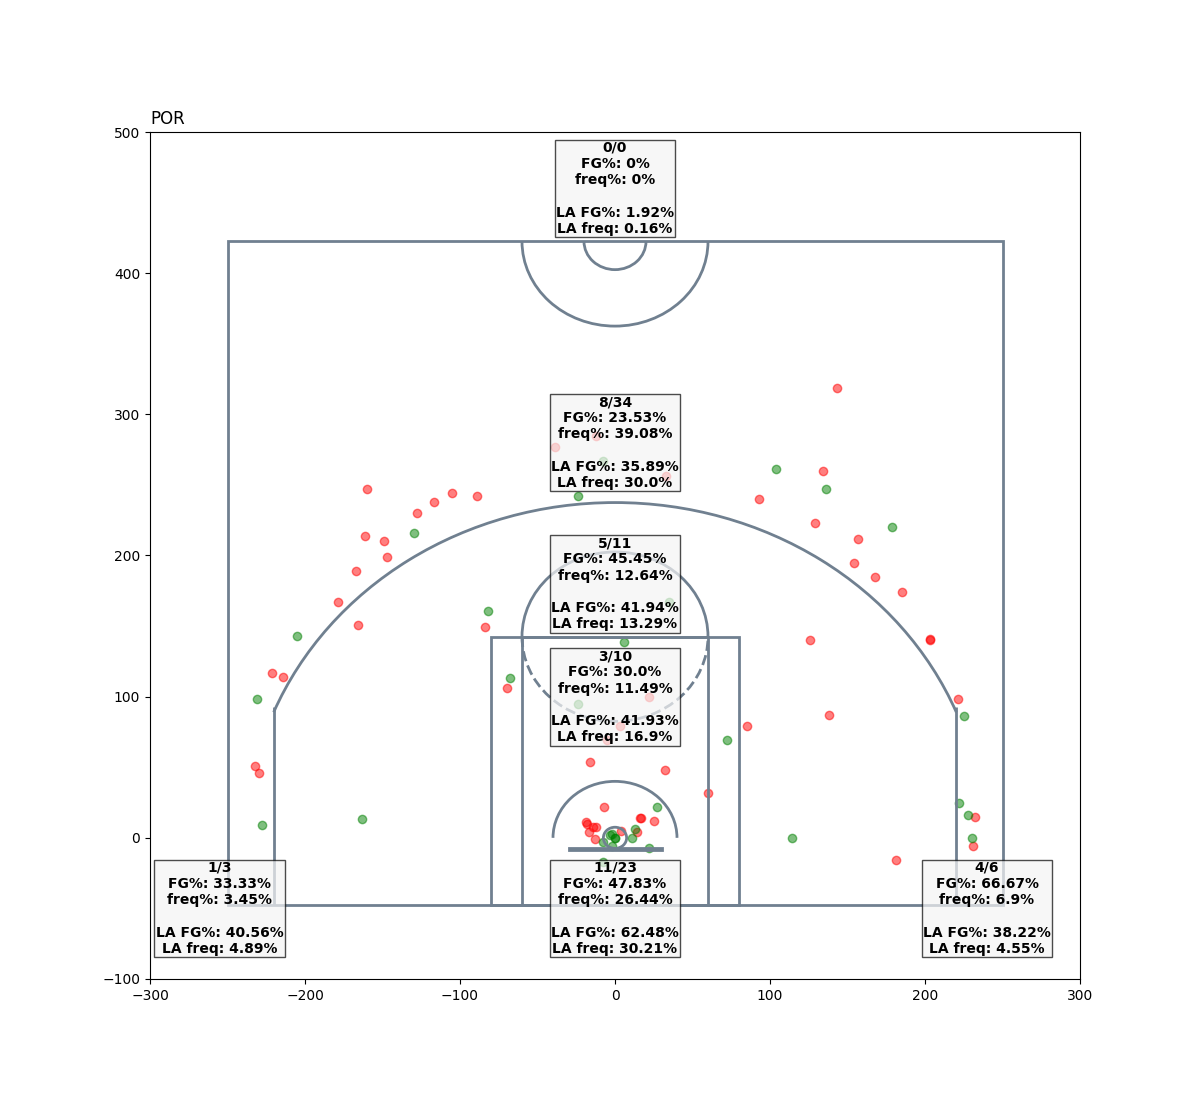 POR
500
400
300
200
100
0
−100
−300
−200
−100
0
100
200
300
0/0
FG%: 0%
freq%: 0%
LA FG%: 1.92%
LA freq: 0.16%
8/34
FG%: 23.53%
freq%: 39.08%
LA FG%: 35.89%
LA freq: 30.0%
5/11
FG%: 45.45%
freq%: 12.64%
LA FG%: 41.94%
LA freq: 13.29%
3/10
FG%: 30.0%
freq%: 11.49%
LA FG%: 41.93%
LA freq: 16.9%
1/3
FG%: 33.33%
freq%: 3.45%
LA FG%: 40.56%
LA freq: 4.89%
11/23
FG%: 47.83%
freq%: 26.44%
LA FG%: 62.48%
LA freq: 30.21%
4/6
FG%: 66.67%
freq%: 6.9%
LA FG%: 38.22%
LA freq: 4.55%